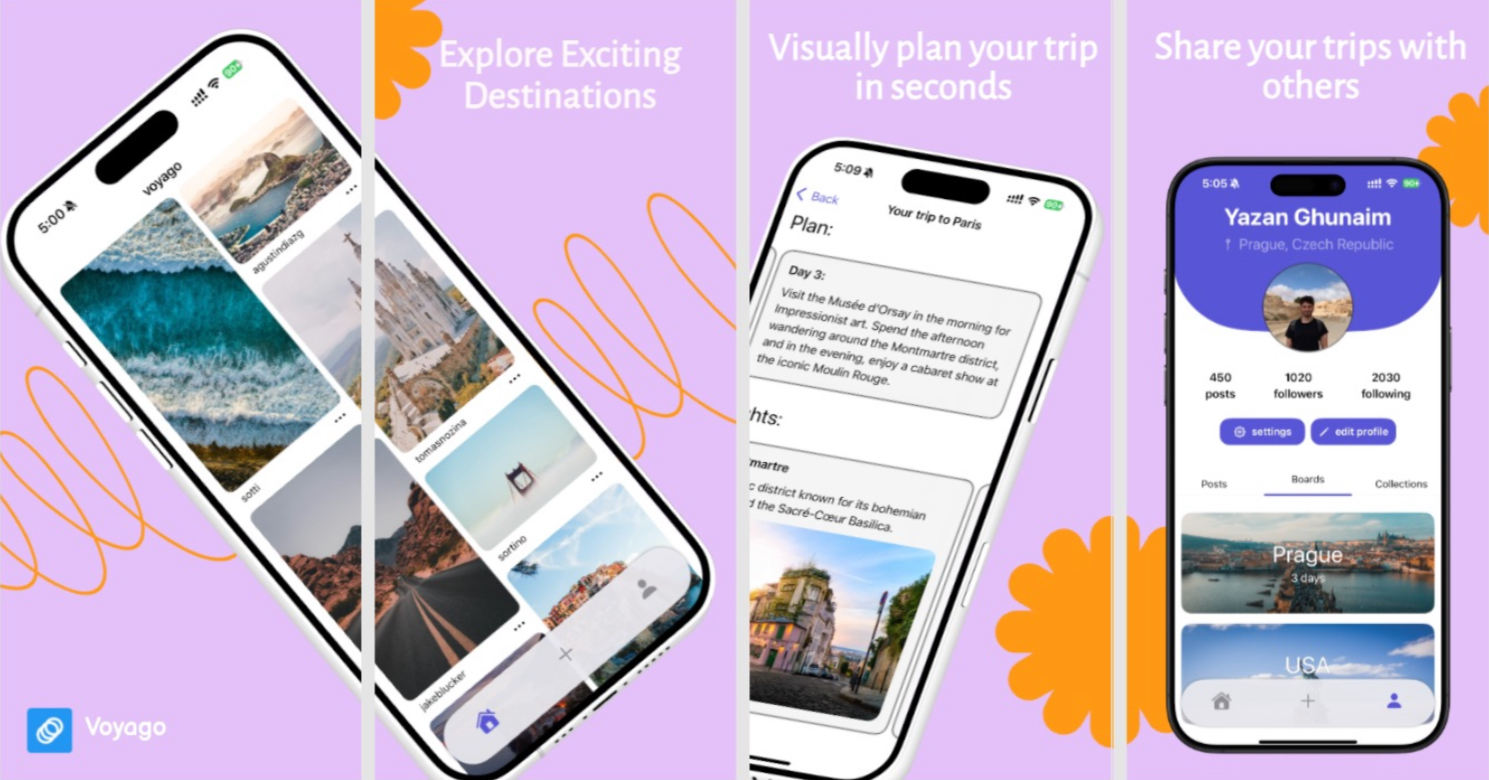 5:00
90+
voyago
agustindiazg
sotti
tomasnozina
sortino
jakeblucker
Voyago
Explore Exciting
Destinations
Visually plan your trip
in seconds
5:09
90+
Back
Your trip to Paris
Plan:
Day 3:
Visit the Musée d'Orsay in the morning for
Impressionist art. Spend the afternoon
wandering around the Montmartre district,
and in the evening, enjoy a cabaret show at
the iconic Moulin Rouge.
hts:
martre
c district known for its bohemian
d the Sacré-Cœur Basilica.
Share your trips with
others
5:05
90+
Yazan Ghunaim
Prague, Czech Republic
450
posts
1020
followers
2030
following
settings
edit profile
Posts
Boards
Collections
Prague
3 days
USA